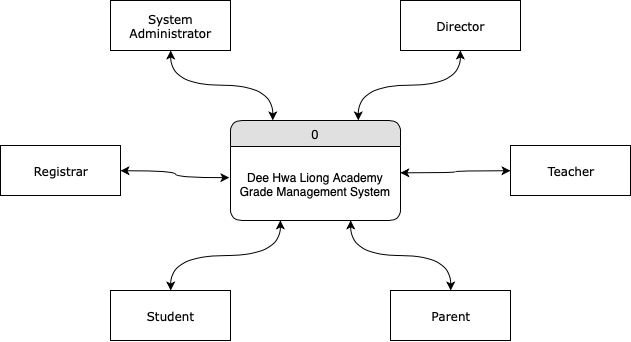 System
Administrator
Director
0
Registrar
Dee Hwa Liong Academy
Grade Management System
Teacher
Student
Parent